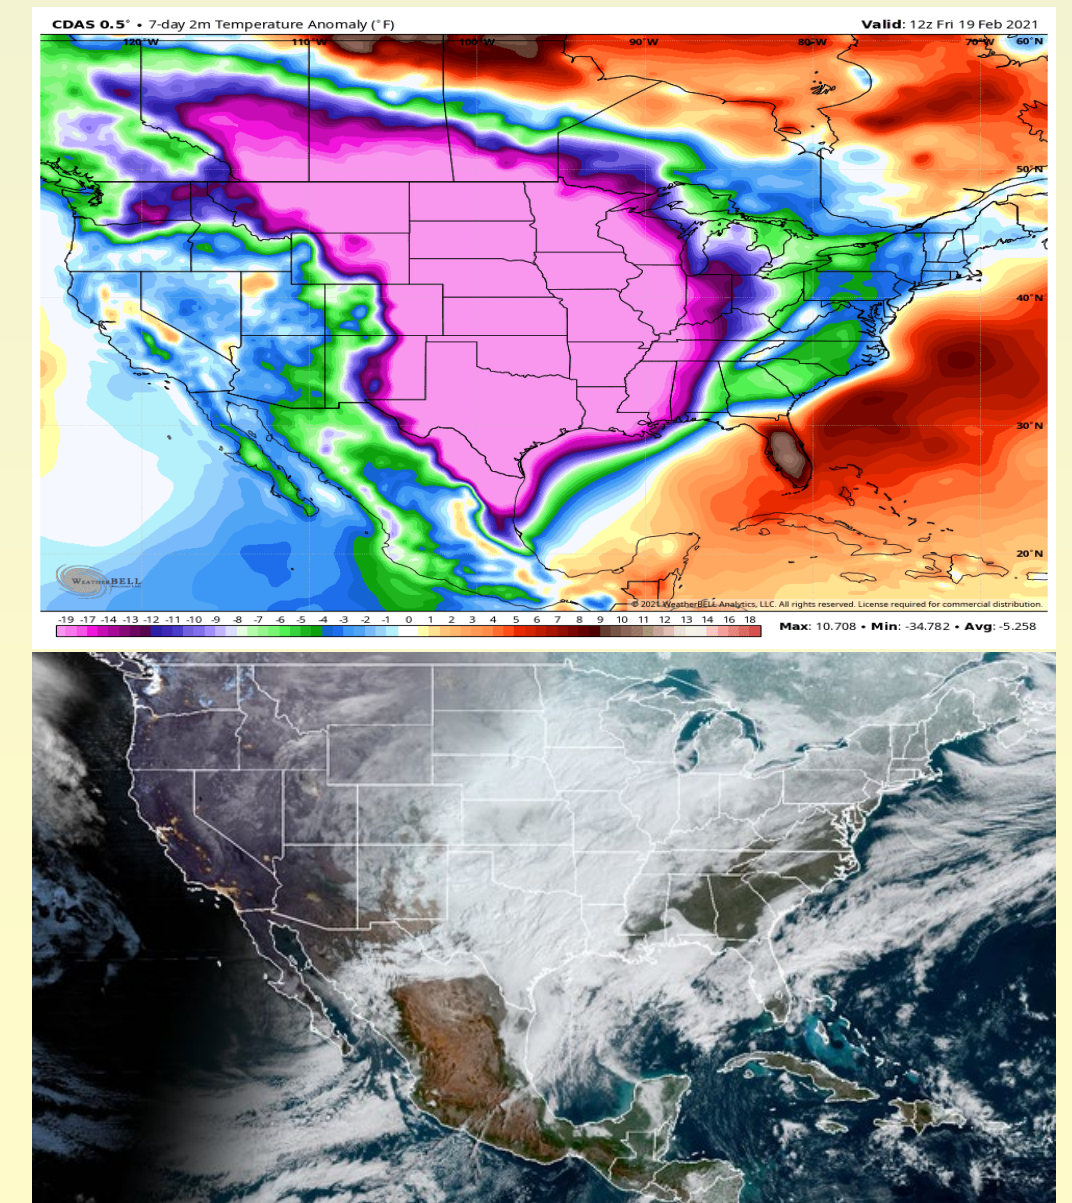 CDAS 0.5° • 7-day 2m Temperature Anomaly (°F)
Valid: 12z Fri 19 Feb 2021
120°W 110°W 100°W 90°W 80°W 70°W 60°N
50°N
40°N
30°N
20°N
WEATHERBELL
© 2021 WeatherBELL Analytics, LLC. All rights reserved. License required for commercial distribution.
-19 -17 -14 -13 -12 -11 -10 -9 -8 -7 -6 -5 -4 -3 -2 -1 0 1 2 3 4 5 6 7 8 9 10 11 12 13 14 16 18
Max: 10.708 • Min: -34.782 • Avg: -5.258